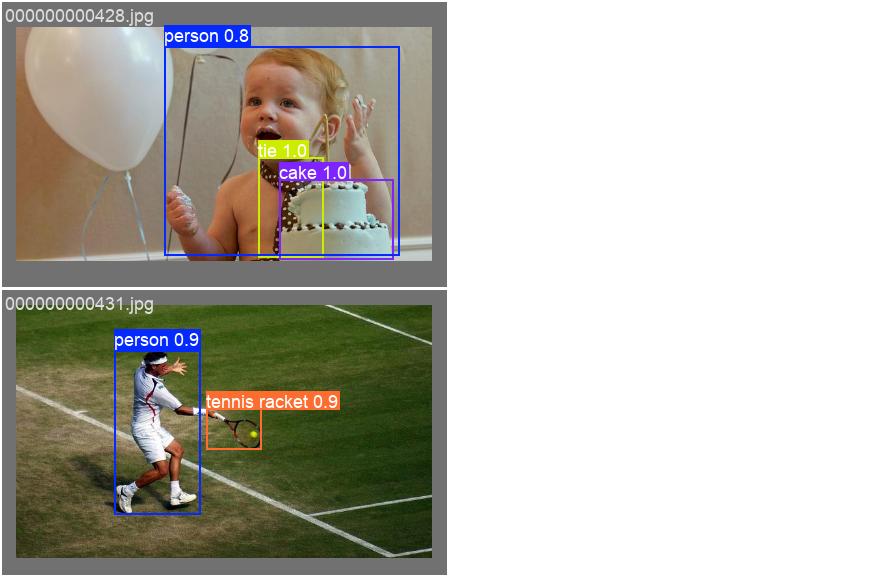 000000000428.jpg
person 0.8
tie 1.0
cake 1.0
000000000431.jpg
person 0.9
tennis racket 0.9